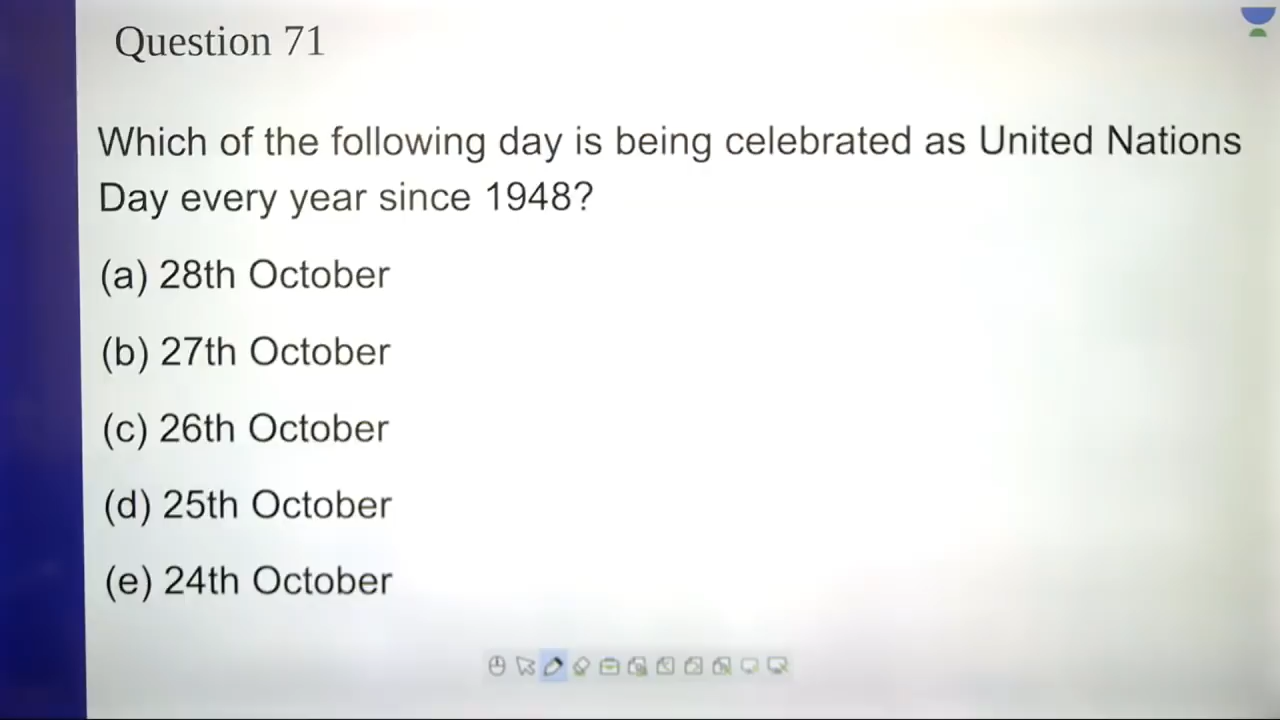 Question 71
Which of the following day is being celebrated as United Nations
Day every year since 1948?
(a) 28th October
(b) 27th October
(c) 26th October
(d) 25th October
(e) 24th October